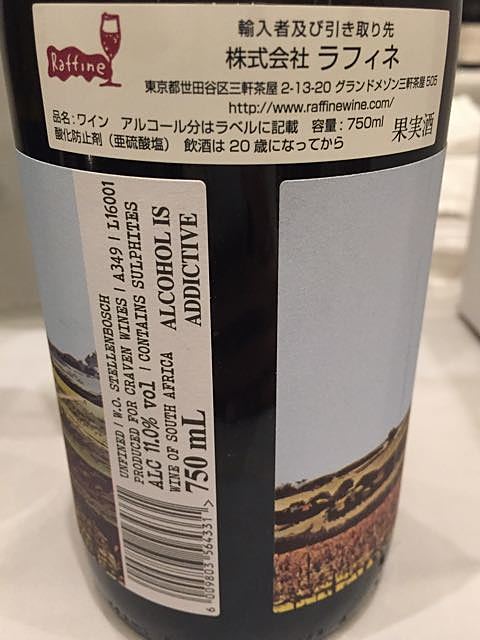 Raffine
輸入者及び引き取り先
株式会社 ラフィネ
東京都世田谷区三軒茶屋 2-13-20 グランドメゾン三軒茶屋 505
http://www.raffinewine.com/
品名:ワイン アルコール分はラベルに記載 容量:750ml
酸化防止剤(亜硫酸塩) 飲酒は20歳になってから
果実酒
UNFINED | W.O. STELLENBOSCH
PRODUCED FOR CRAVEN WINES | A349 | L16001
ALC 11.0% vol | CONTAINS SULPHITES
WINE OF SOUTH AFRICA
750 mL
ALCOHOL IS
ADDICTIVE
6 009803 564331 >